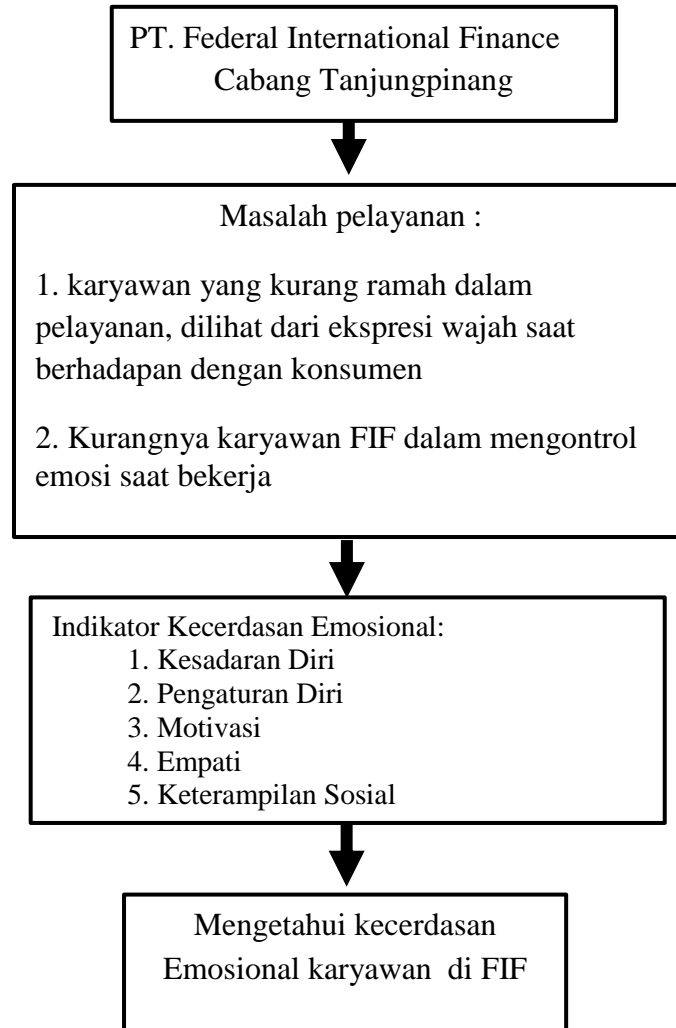 PT. Federal International Finance
Cabang Tanjungpinang
Masalah pelayanan :
1. karyawan yang kurang ramah dalam
pelayanan, dilihat dari ekspresi wajah saat
berhadapan dengan konsumen
2. Kurangnya karyawan FIF dalam mengontrol
emosi saat bekerja
Indikator Kecerdasan Emosional:
1. Kesadaran Diri
2. Pengaturan Diri
3. Motivasi
4. Empati
5. Keterampilan Sosial
Mengetahui kecerdasan
Emosional karyawan di FIF